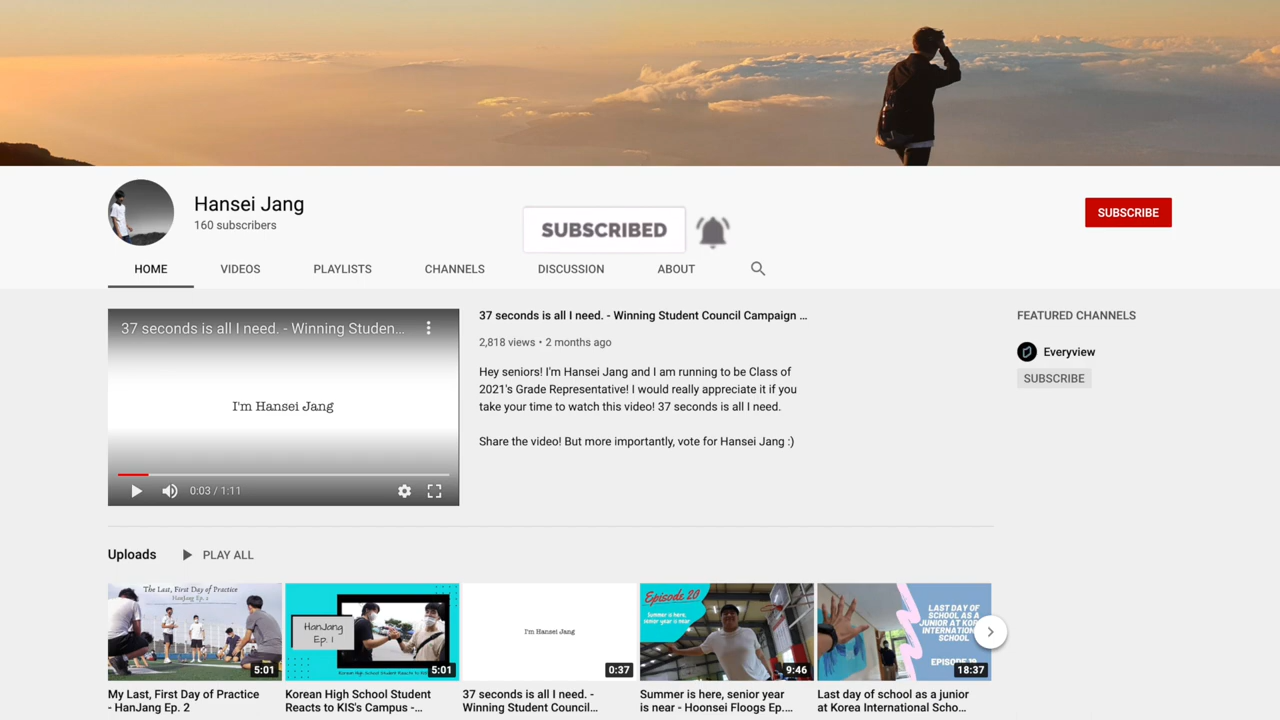 Hansei Jang
160 subscribers
SUBSCRIBED
SUBSCRIBE
HOME
VIDEOS
PLAYLISTS
CHANNELS
DISCUSSION
ABOUT
37 seconds is all I need. - Winning Studen...
I'm Hansei Jang
0:03 / 1:11
37 seconds is all I need. - Winning Student Council Campaign ...
2,818 views • 2 months ago
Hey seniors! I'm Hansei Jang and I am running to be Class of
2021's Grade Representative! I would really appreciate it if you
take your time to watch this video! 37 seconds is all I need.
Share the video! But more importantly, vote for Hansei Jang :)
FEATURED CHANNELS
Everyview
SUBSCRIBE
Uploads
PLAY ALL
The Last, First Day of Practice
HanJang Ep. 2
5:01
My Last, First Day of Practice
- HanJang Ep. 2
HanJang
Ep. 1
Korean High School Student Reacts to
5:01
Korean High School Student
Reacts to KIS's Campus -...
I'm Hansei Jang
0:37
37 seconds is all I need. -
Winning Student Council...
Episode 20
Summer is here,
senior year is near
9:46
Summer is here, senior year
is near - Hoonsei Floogs Ep....
LAST DAY OF
SCHOOL AS A
JUNIOR AT KOREA
INTERNATIONAL
SCHOOL
EPISODE 19
18:37
Last day of school as a junior
at Korea International Scho...